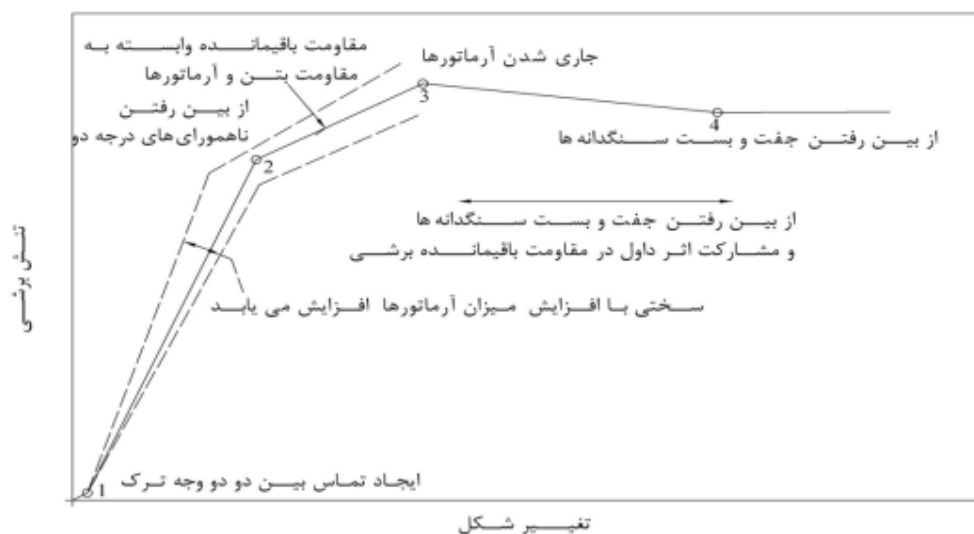 مقاومت باقیمانده وابسته به
مقاومت بتن و آرماتورها
از بین رفتن
ناهمورای‌های درجه دو
جاری شدن آرماتورها
3
4
2
از بین رفتن جفت و بست سنگدانه ها
از بین رفتن جفت و بست سنگدانه ها
و مشارکت اثر داول در مقاومت باقیمانده برشی
سختی با افزایش میزان آرماتورها افزایش می یابد
تنش برشی
1
ایجاد تماس بین دو دو وجه ترک
تغییر شکل